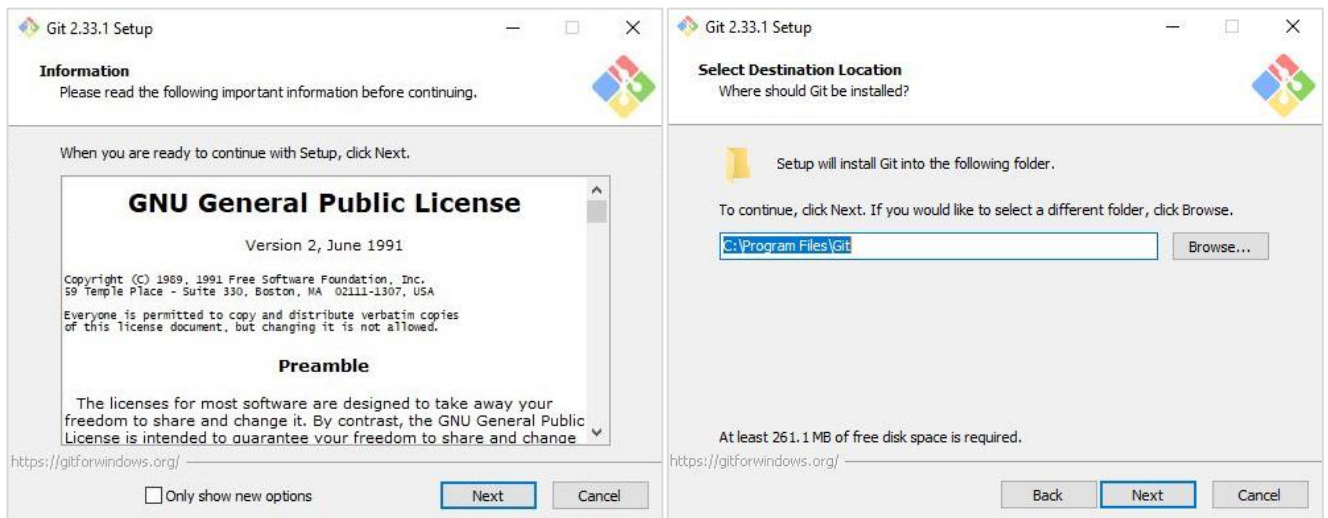 Git 2.33.1 Setup
Information
Please read the following important information before continuing.
When you are ready to continue with Setup, click Next.
GNU General Public License
Version 2, June 1991
Copyright (C) 1989, 1991 Free Software Foundation, Inc.
59 Temple Place - Suite 330, Boston, MA  02111-1307, USA
Everyone is permitted to copy and distribute verbatim copies
of this license document, but changing it is not allowed.
Preamble
The licenses for most software are designed to take away your
freedom to share and change it. By contrast, the GNU General Public
License is intended to guarantee your freedom to share and change
https://gitforwindows.org/
Only show new options
Next
Cancel
Git 2.33.1 Setup
Select Destination Location
Where should Git be installed?
Setup will install Git into the following folder.
To continue, click Next. If you would like to select a different folder, click Browse.
C:\Program Files\Git
Browse...
At least 261.1 MB of free disk space is required.
https://gitforwindows.org/
Back
Next
Cancel